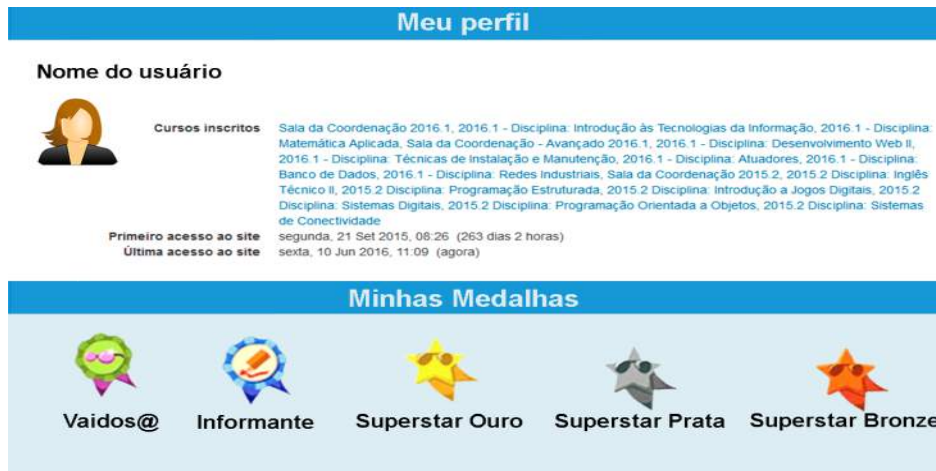 Meu perfil
Nome do usuário
Cursos inscritos
Sala da Coordenação 2016.1, 2016.1 - Disciplina: Introdução às Tecnologias da Informação, 2016.1 - Disciplina:
Matemática Aplicada, Sala da Coordenação - Avançado 2016.1, 2016.1 - Disciplina: Desenvolvimento Web II,
2016.1 - Disciplina: Técnicas de Instalação e Manutenção, 2016.1 - Disciplina: Atuadores, 2016.1 - Disciplina:
Banco de Dados, 2016.1 - Disciplina: Redes Industriais, Sala da Coordenação 2015.2, 2015.2 Disciplina: Inglês
Técnico II, 2015.2 Disciplina: Programação Estruturada, 2015.2 Disciplina: Introdução a Jogos Digitais, 2015.2
Disciplina: Sistemas Digitais, 2015.2 Disciplina: Programação Orientada a Objetos, 2015.2 Disciplina: Sistemas
de Conectividade
Primeiro acesso ao site segunda, 21 Set 2015, 08:26 (263 dias 2 horas)
Última acesso ao site sexta, 10 Jun 2016, 11:09 (agora)
Minhas Medalhas
Vaidos@ Informante Superstar Ouro Superstar Prata Superstar Bronze